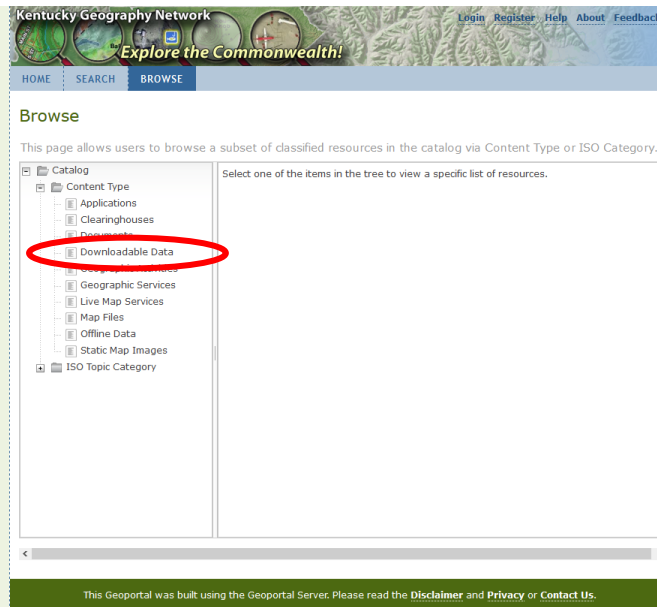 Kentucky Geography Network
Login Register Help About Feedback
Explore the Commonwealth!
HOME SEARCH BROWSE
Browse
This page allows users to browse a subset of classified resources in the catalog via Content Type or ISO Category.
Catalog
Select one of the items in the tree to view a specific list of resources.
Content Type
Applications
Clearinghouses
Documents
Downloadable Data
Geographic Activities
Geographic Services
Live Map Services
Map Files
Offline Data
Static Map Images
ISO Topic Category
This Geoportal was built using the Geoportal Server. Please read the Disclaimer and Privacy or Contact Us.